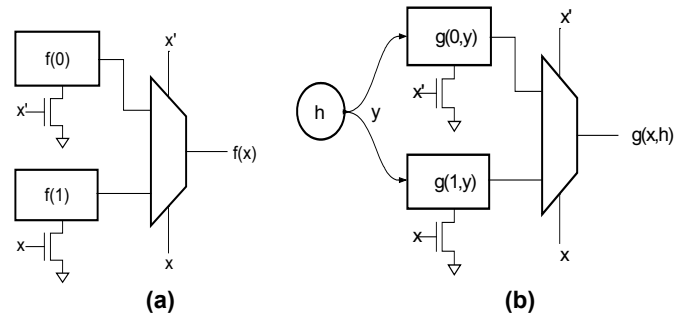 x'
f(0)
x'
f(x)
f(1)
x
x
(a)
x'
g(0,y)
x'
h
y
g(x,h)
g(1,y)
x
x
(b)